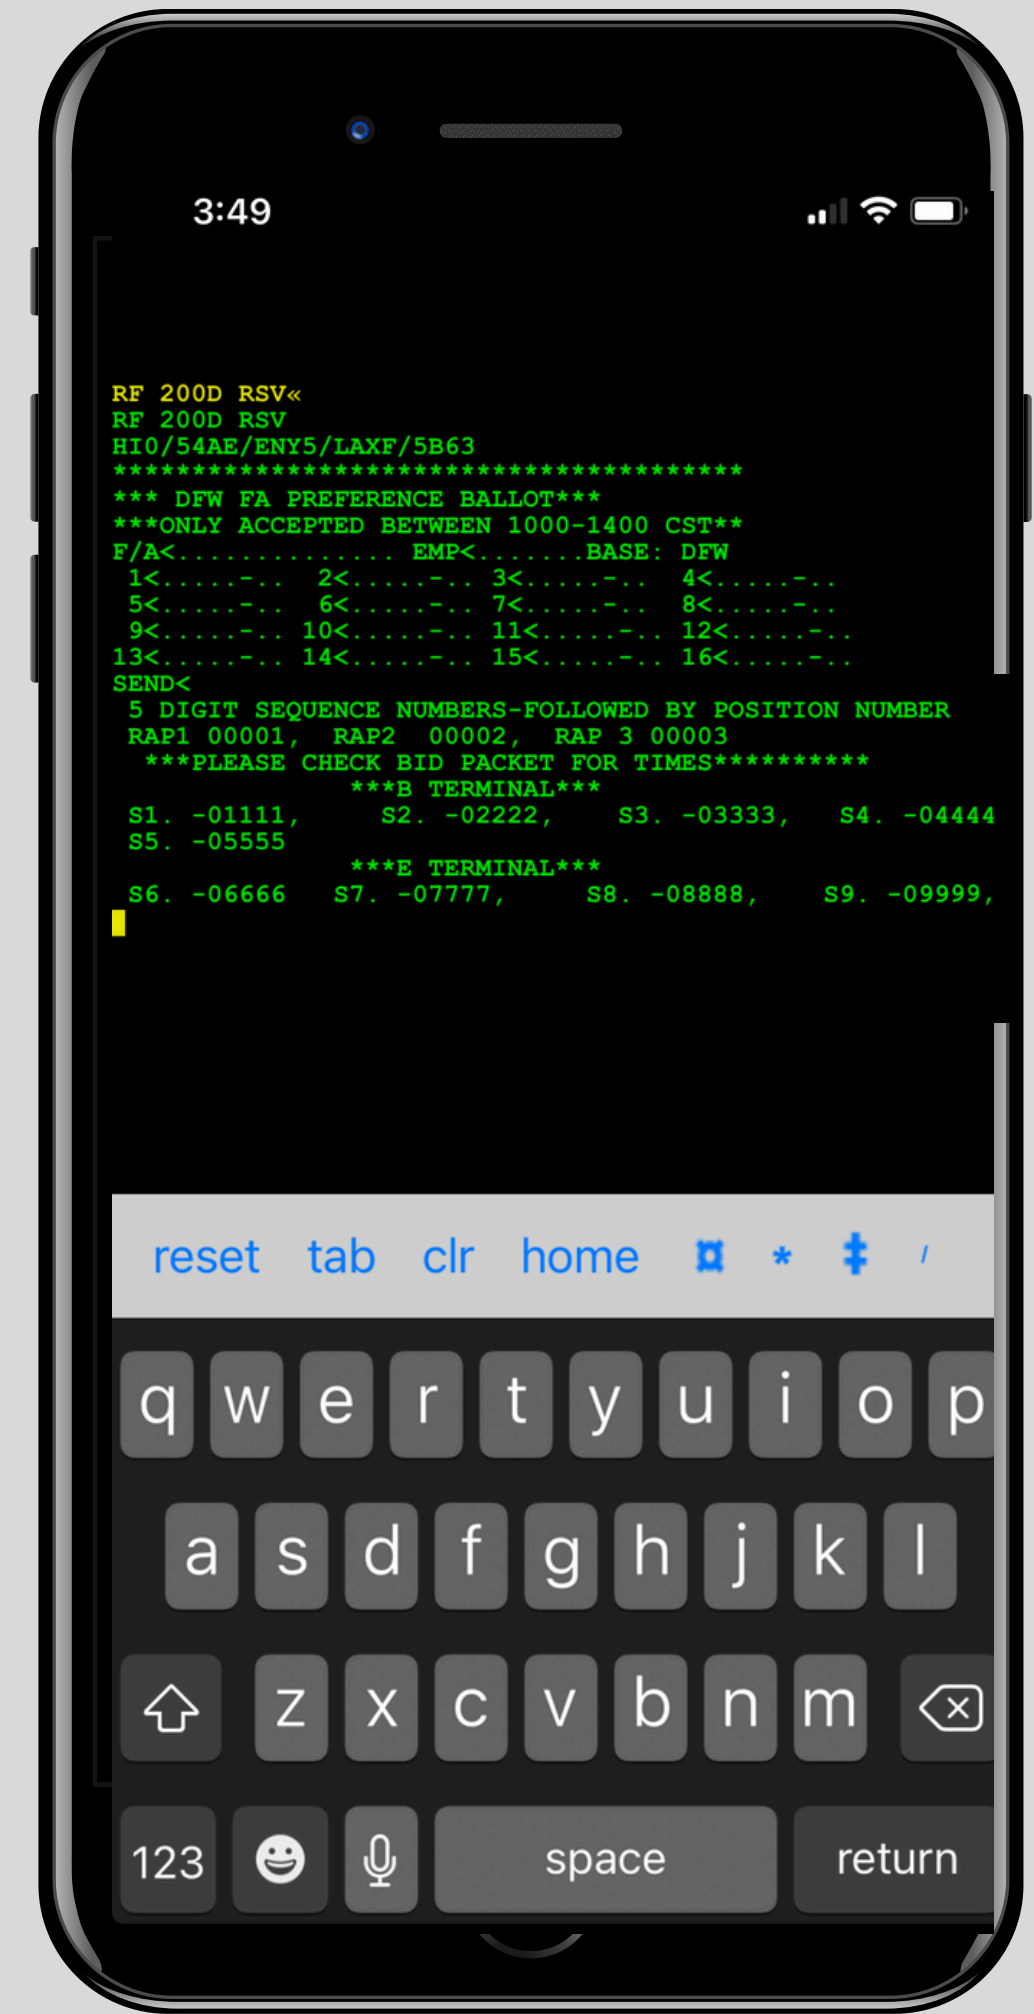 3:49
RF 200D RSV«
RF 200D RSV
HI0/54AE/ENY5/LAXF/5B63
****************************************
*** DFW FA PREFERENCE BALLOT***
***ONLY ACCEPTED BETWEEN 1000-1400 CST**
F/A<.............. EMP<.......BASE: DFW
1<.....-.. 2<.....-.. 3<.....-.. 4<.....-..
5<.....-.. 6<.....-.. 7<.....-.. 8<.....-..
9<.....-.. 10<.....-.. 11<.....-.. 12<.....-..
13<.....-.. 14<.....-.. 15<.....-.. 16<.....-..
SEND<
5 DIGIT SEQUENCE NUMBERS-FOLLOWED BY POSITION NUMBER
RAP1 00001, RAP2 00002, RAP 3 00003
***PLEASE CHECK BID PACKET FOR TIMES**********
***B TERMINAL***
S1. -01111, S2. -02222, S3. -03333, S4. -04444
S5. -05555
***E TERMINAL***
S6. -06666 S7. -07777, S8. -08888, S9. -09999,
reset tab clr home ¤ * ‡ /
q w e r t y u i o p
a s d f g h j k l
z x c v b n m
123 space return